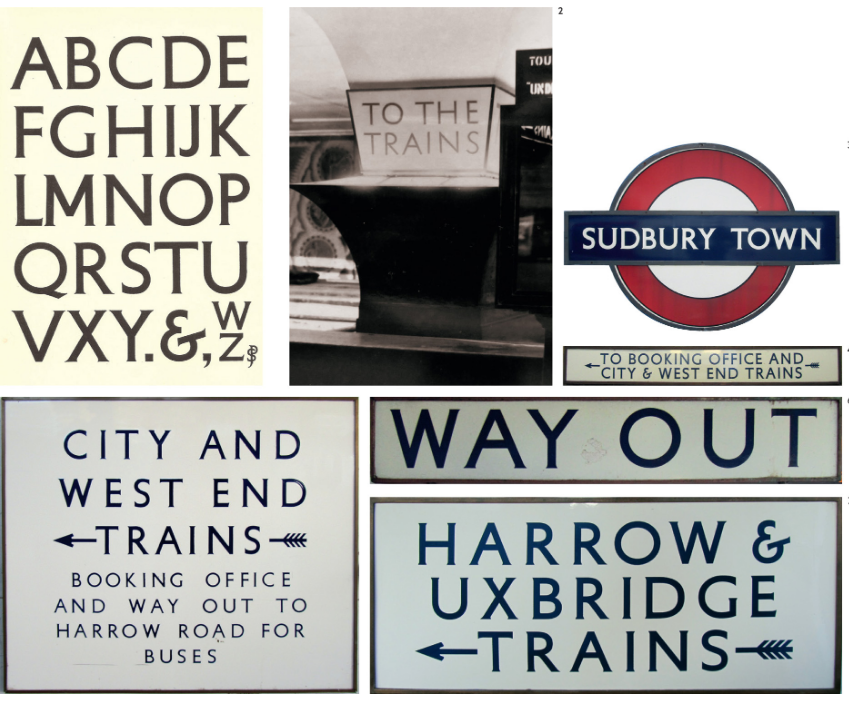 ABCDE
FGHIJK
LMNOP
QRSTU
VXY.&,WZ
TO THE
TRAINS
TOU
2
SUDBURY TOWN
TO BOOKING OFFICE AND
CITY & WEST END TRAINS
CITY AND
WEST END
TRAINS
BOOKING OFFICE
AND WAY OUT TO
HARROW ROAD FOR
BUSES
WAY OUT
HARROW &
UXBRIDGE
TRAINS